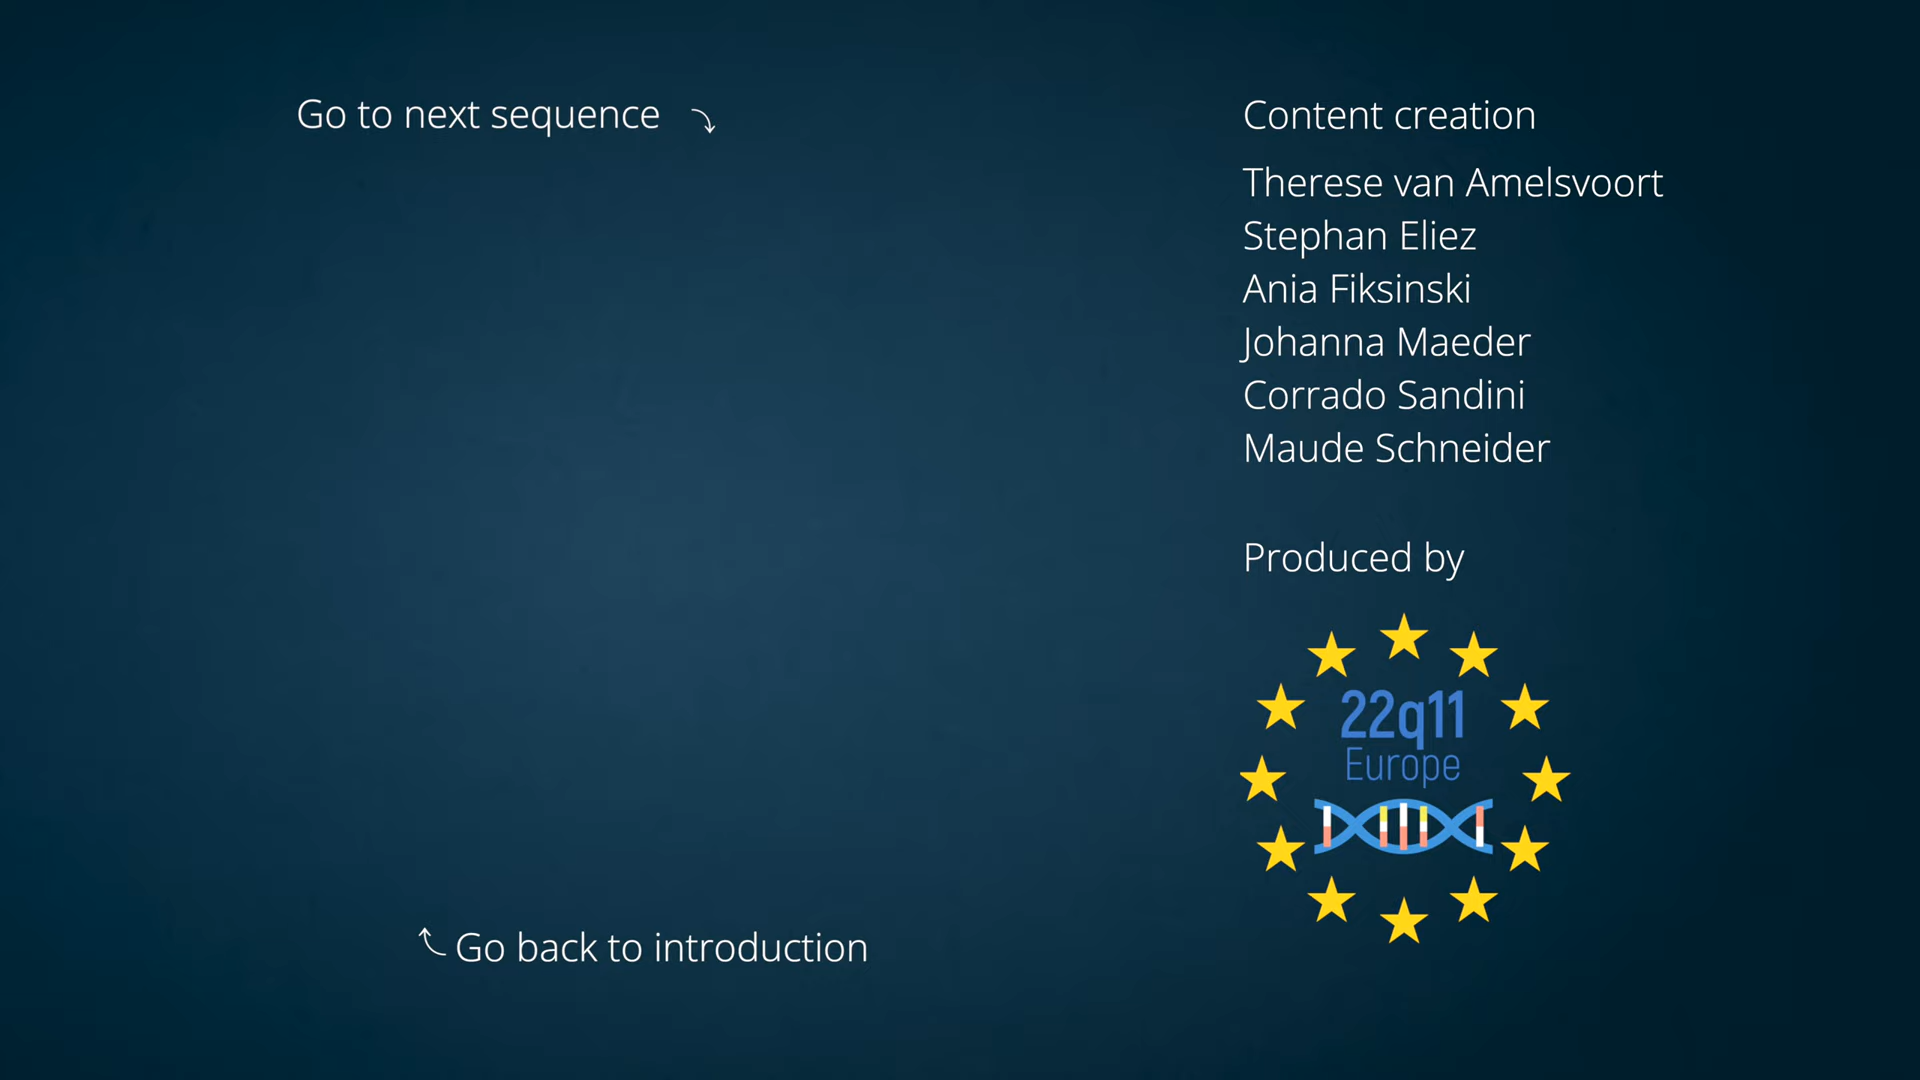 Go to next sequence
Go back to introduction
Content creation
Therese van Amelsvoort
Stephan Eliez
Ania Fiksinski
Johanna Maeder
Corrado Sandini
Maude Schneider
Produced by
22q11
Europe